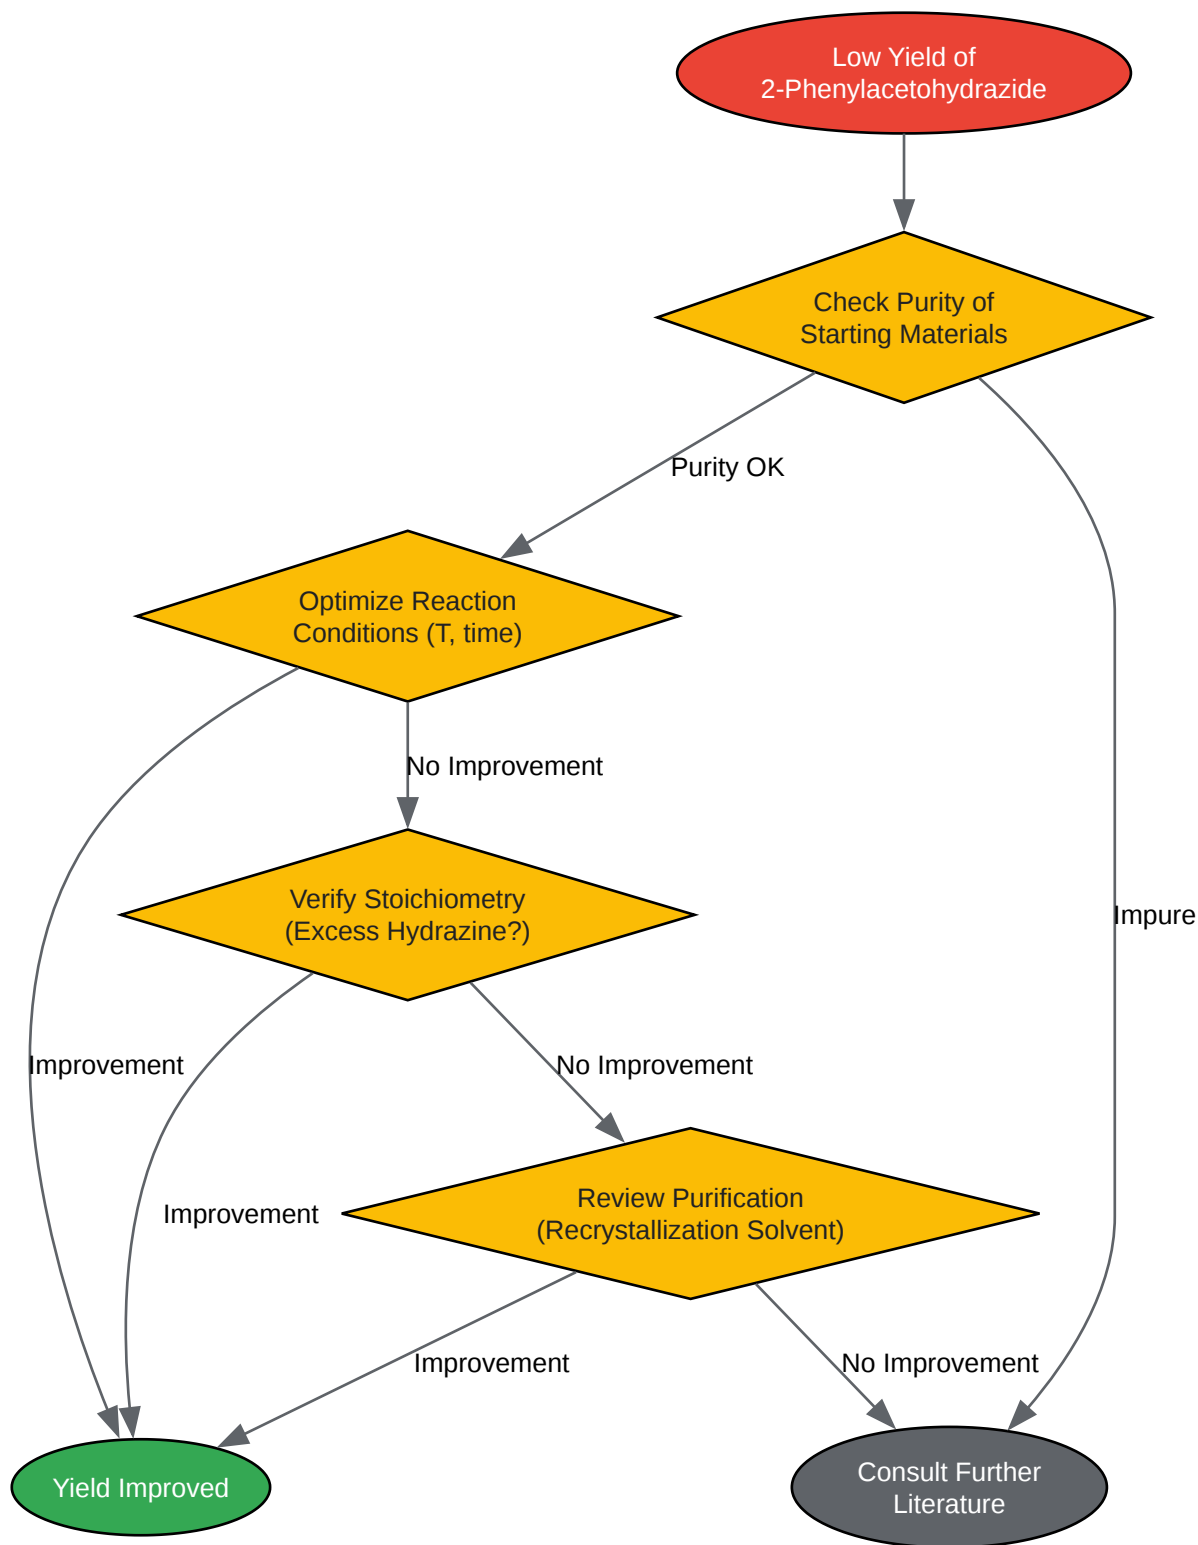 Low Yield of
2-Phenylacetohydrazide
Check Purity of
Starting Materials
Purity OK
Optimize Reaction
Conditions (T, time)
No Improvement
Verify Stoichiometry
(Excess Hydrazine?)
Impure
Improvement
No Improvement
Review Purification
(Recrystallization Solvent)
Improvement
Improvement
No Improvement
Yield Improved
Consult Further
Literature